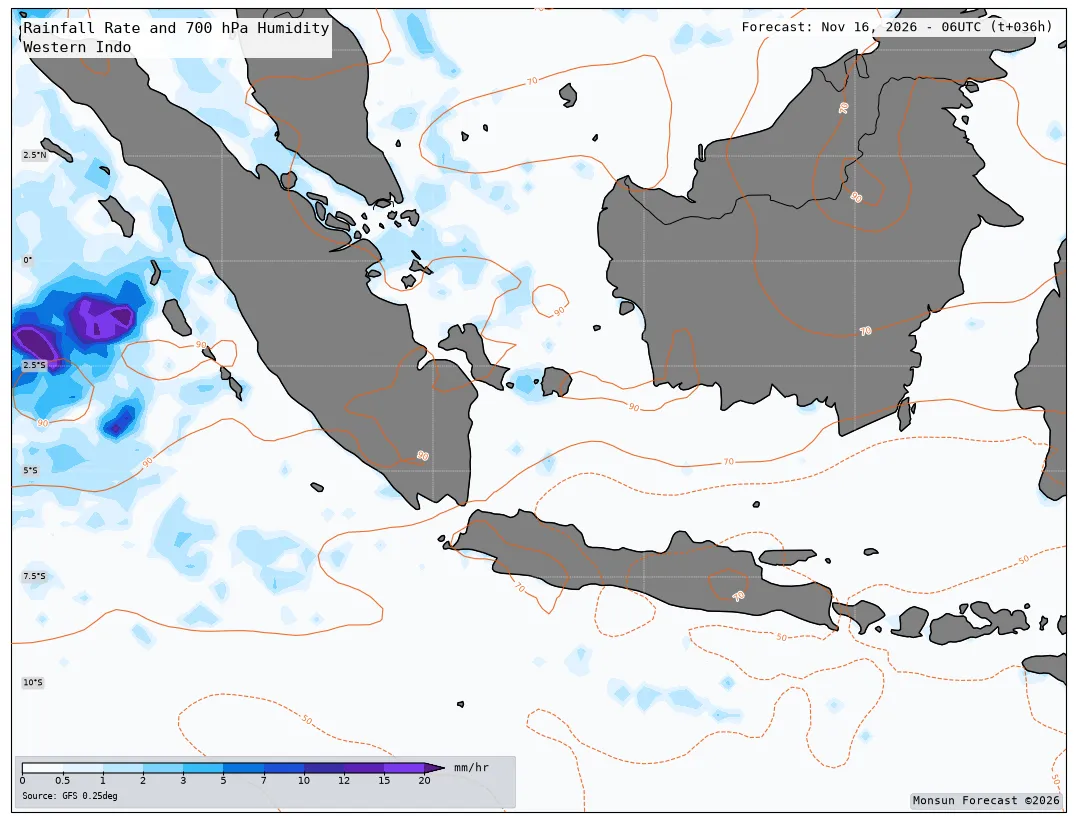 Rainfall Rate and 700 hPa Humidity
Western Indo
Forecast: Nov 16, 2026 - 06UTC (t+036h)
70
70
70
2.5°N
90
0°
90
70
90
2.5°S
90
90
90
70
90
5°S
50
7.5°S
70
70
50
10°S
50
50
mm/hr
0 0.5 1 2 3 5 7 10 12 15 20
Source: GFS 0.25deg
Monsun Forecast ©2026